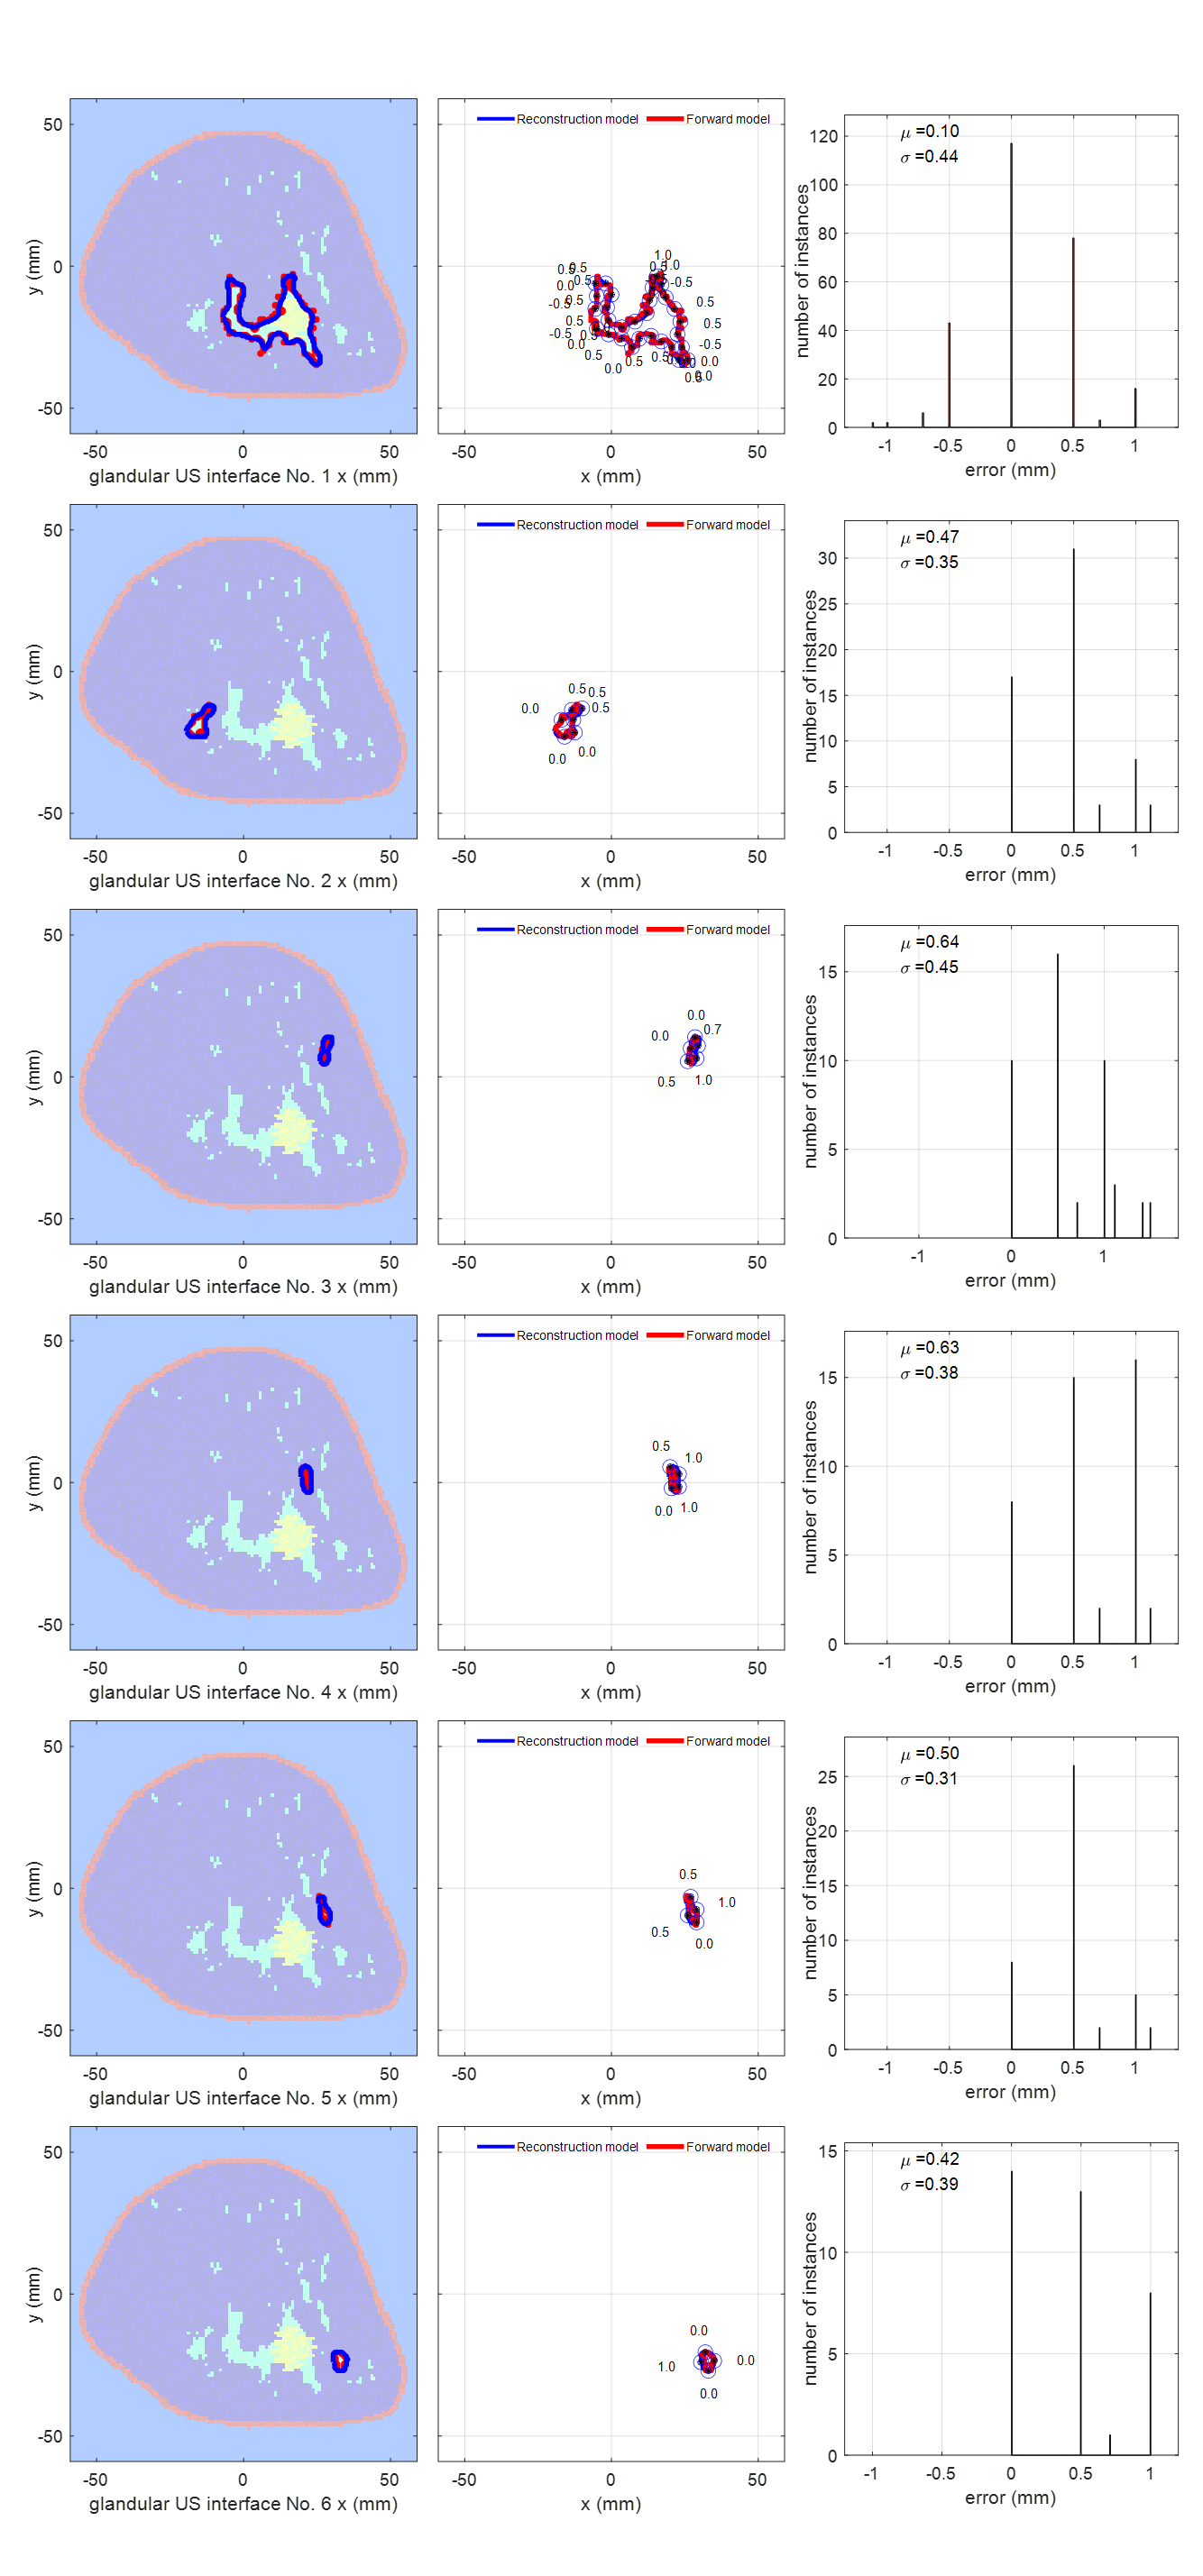 50
0
-50
y (mm)
-50 0 50
glandular US interface No. 1 x (mm)
Reconstruction model Forward model
1.0
0.5 0.5 0.5 1.0
0.0 0.5 -0.5
-0.5 0.5 0.5
0.5 0.5
-0.5 0.5 -0.5
0.0 0.5 0.5 0.5 0.0
0.0 0.5 0.0
-50 0 50
x (mm)
μ =0.10
σ =0.44
120
100
80
60
40
20
0
number of instances
-1 -0.5 0 0.5 1
error (mm)
50
0
-50
y (mm)
-50 0 50
glandular US interface No. 2 x (mm)
Reconstruction model Forward model
0.5 0.5
0.0 0.5
0.0 0.0
-50 0 50
x (mm)
μ =0.47
σ =0.35
30
25
20
15
10
5
0
number of instances
-1 -0.5 0 0.5 1
error (mm)
50
0
-50
y (mm)
-50 0 50
glandular US interface No. 3 x (mm)
Reconstruction model Forward model
0.0
0.0 0.7
0.5 1.0
-50 0 50
x (mm)
μ =0.64
σ =0.45
15
10
5
0
number of instances
-1 0 1
error (mm)
50
0
-50
y (mm)
-50 0 50
glandular US interface No. 4 x (mm)
Reconstruction model Forward model
0.5
1.0
0.0 1.0
-50 0 50
x (mm)
μ =0.63
σ =0.38
15
10
5
0
number of instances
-1 -0.5 0 0.5 1
error (mm)
50
0
-50
y (mm)
-50 0 50
glandular US interface No. 5 x (mm)
Reconstruction model Forward model
0.5
1.0
0.5
0.0
-50 0 50
x (mm)
μ =0.50
σ =0.31
25
20
15
10
5
0
number of instances
-1 -0.5 0 0.5 1
error (mm)
50
0
-50
y (mm)
-50 0 50
glandular US interface No. 6 x (mm)
Reconstruction model Forward model
0.0
1.0 0.0
0.0
-50 0 50
x (mm)
μ =0.42
σ =0.39
15
10
5
0
number of instances
-1 -0.5 0 0.5 1
error (mm)